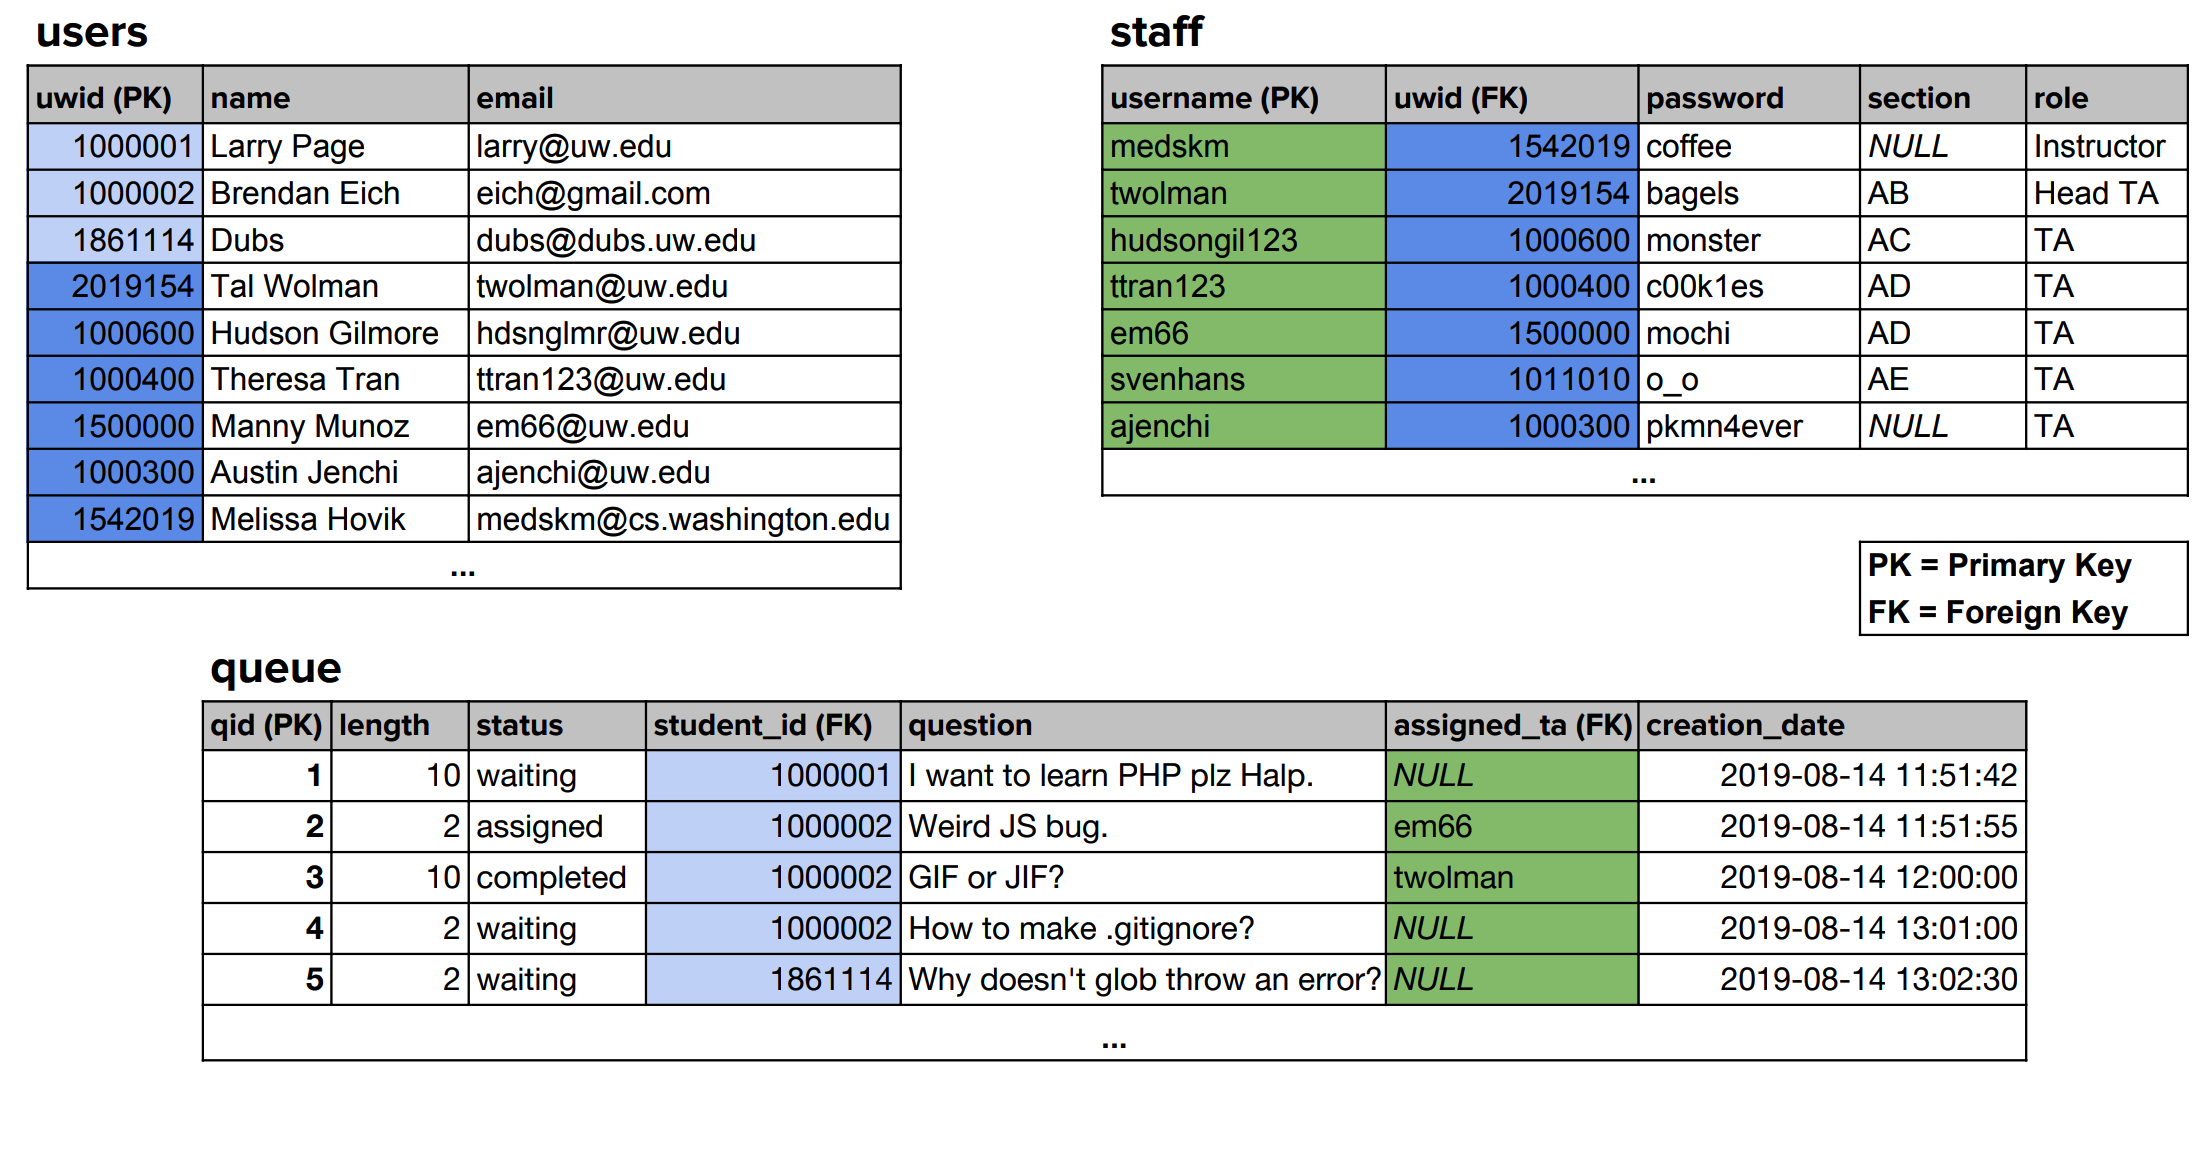 users
uwid (PK) name email
1000001 Larry Page larry@uw.edu
1000002 Brendan Eich eich@gmail.com
1861114 Dubs dubs@dubs.uw.edu
2019154 Tal Wolman twolman@uw.edu
1000600 Hudson Gilmore hdsnglmr@uw.edu
1000400 Theresa Tran ttran123@uw.edu
1500000 Manny Munoz em66@uw.edu
1000300 Austin Jenchi ajenchi@uw.edu
1542019 Melissa Hovik medskm@cs.washington.edu
...
staff
username (PK) uwid (FK) password section role
medskm 1542019 coffee NULL Instructor
twolman 2019154 bagels AB Head TA
hudsongil123 1000600 monster AC TA
ttran123 1000400 c00k1es AD TA
em66 1500000 mochi AD TA
svenhans 1011010 o_o AE TA
ajenchi 1000300 pkmn4ever NULL TA
...
PK = Primary Key
FK = Foreign Key
queue
qid (PK) length status student_id (FK) question assigned_ta (FK) creation_date
1 10 waiting 1000001 I want to learn PHP plz Halp. NULL 2019-08-14 11:51:42
2 2 assigned 1000002 Weird JS bug. em66 2019-08-14 11:51:55
3 10 completed 1000002 GIF or JIF? twolman 2019-08-14 12:00:00
4 2 waiting 1000002 How to make .gitignore? NULL 2019-08-14 13:01:00
5 2 waiting 1861114 Why doesn't glob throw an error? NULL 2019-08-14 13:02:30
...